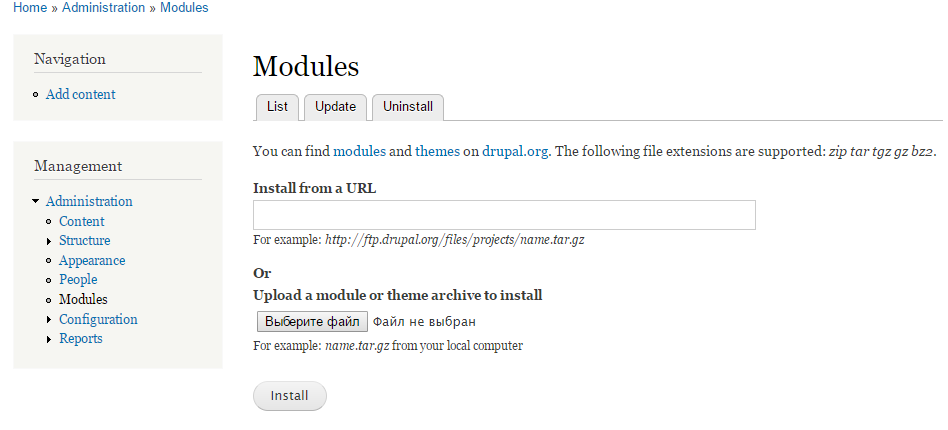 Home » Administration » Modules
Navigation
Add content
Management
Administration
Content
Structure
Appearance
People
Modules
Configuration
Reports
Modules
List Update Uninstall
You can find modules and themes on drupal.org. The following file extensions are supported: zip tar tgz gz bz2.
Install from a URL
For example: http://ftp.drupal.org/files/projects/name.tar.gz
Or
Upload a module or theme archive to install
Выберите файл Файл не выбран
For example: name.tar.gz from your local computer
Install